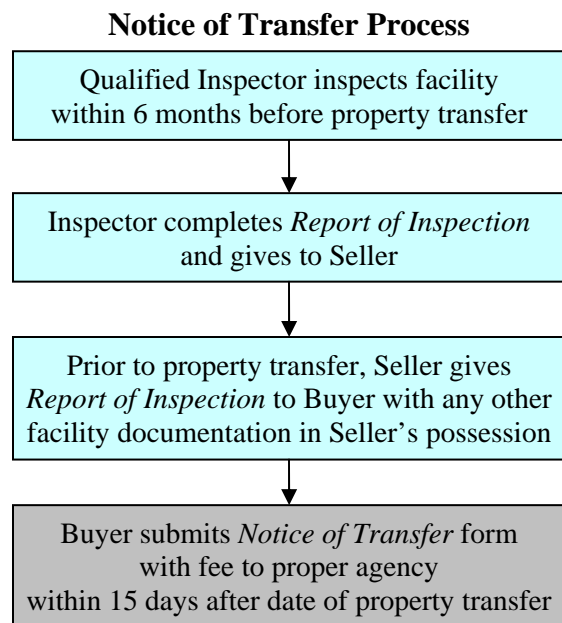 Notice of Transfer Process
Qualified Inspector inspects facility
within 6 months before property transfer
Inspector completes Report of Inspection
and gives to Seller
Prior to property transfer, Seller gives
Report of Inspection to Buyer with any other
facility documentation in Seller's possession
Buyer submits Notice of Transfer form
with fee to proper agency
within 15 days after date of property transfer